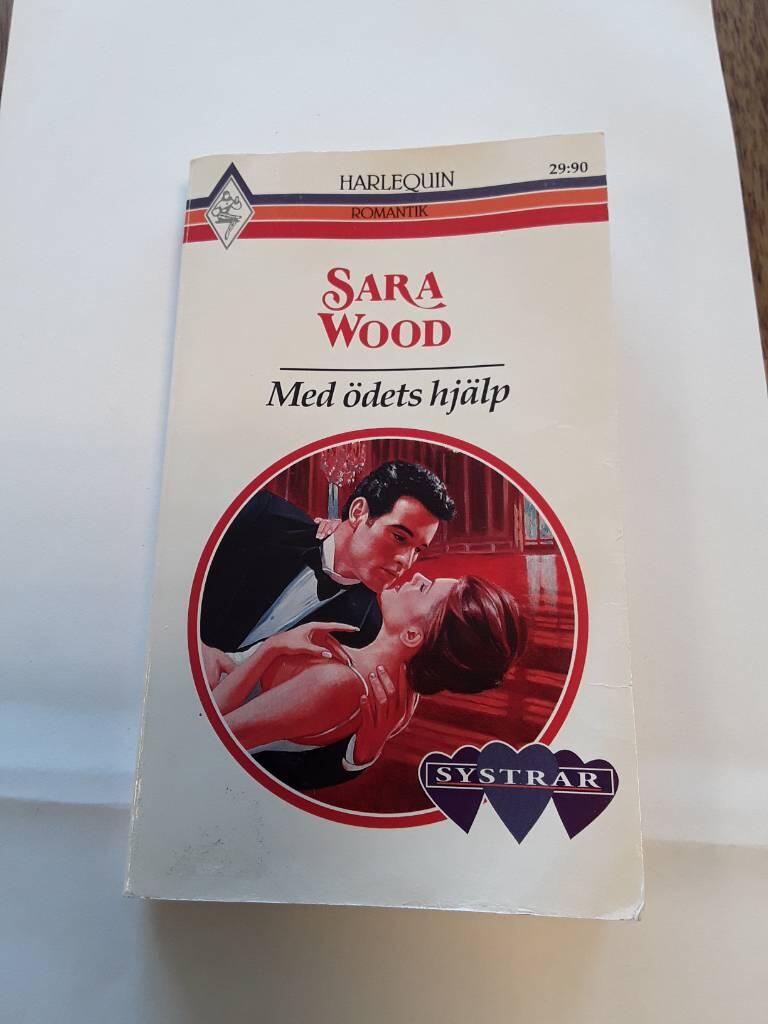 HARLEQUIN
29:90
ROMANTIK
SARA
WOOD
Med ödets hjälp
SYSTRAR